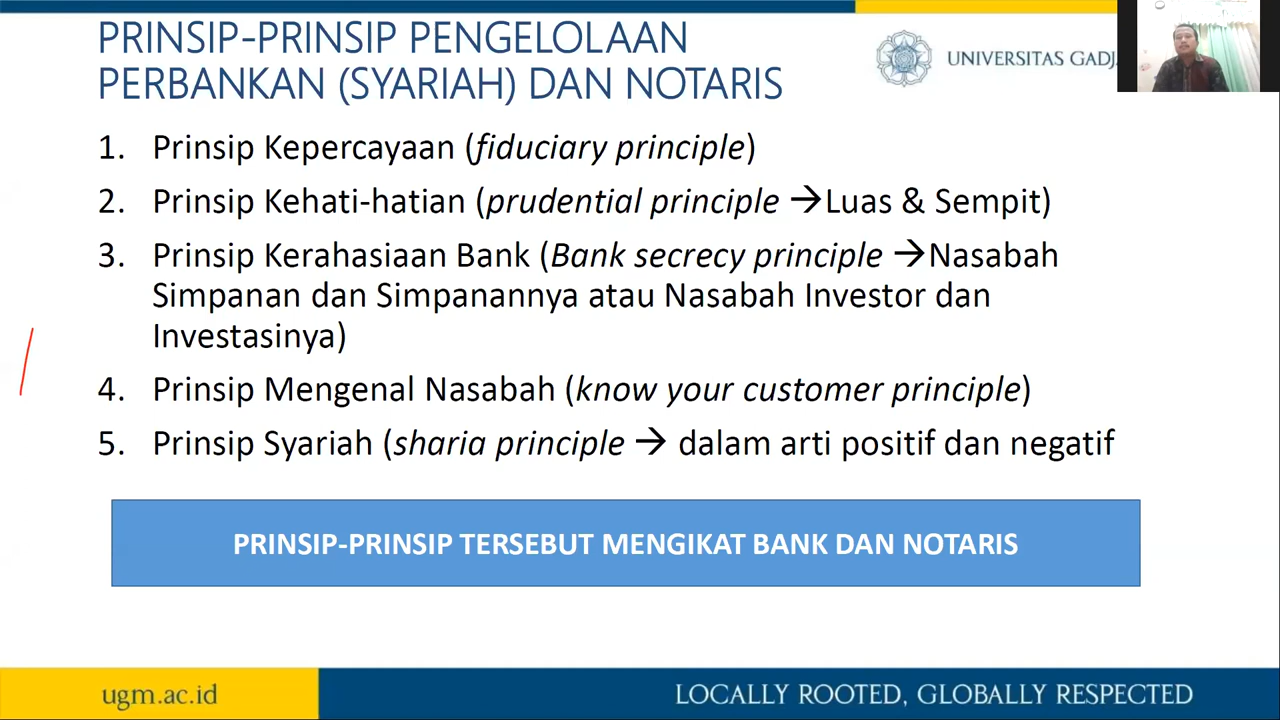 PRINSIP-PRINSIP PENGELOLAAN
PERBANKAN (SYARIAH) DAN NOTARIS
UNIVERSITAS GADJ
1. Prinsip Kepercayaan (fiduciary principle)
2. Prinsip Kehati-hatian (prudential principle →Luas & Sempit)
3. Prinsip Kerahasiaan Bank (Bank secrecy principle →Nasabah
Simpanan dan Simpanannya atau Nasabah Investor dan
Investasinya)
4. Prinsip Mengenal Nasabah (know your customer principle)
5. Prinsip Syariah (sharia principle → dalam arti positif dan negatif
PRINSIP-PRINSIP TERSEBUT MENGIKAT BANK DAN NOTARIS
ugm.ac.id
LOCALLY ROOTED, GLOBALLY RESPECTED